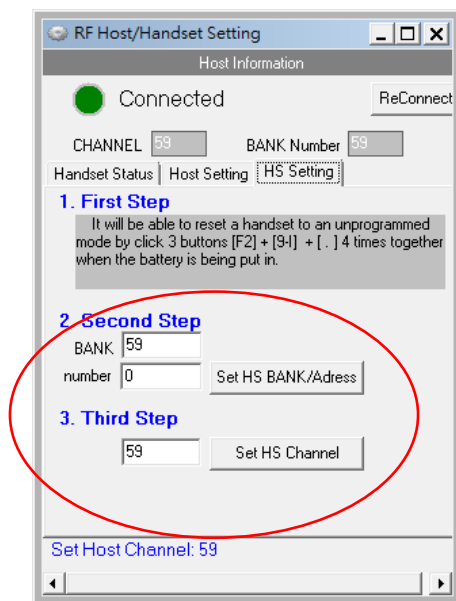 RF Host/Handset Setting
Host Information
Connected
ReConnect
CHANNEL 59 BANK Number 59
Handset Status Host Setting HS Setting
1. First Step
It will be able to reset a handset to an unprogrammed
mode by click 3 buttons [F2] + [9-I] + [ . ] 4 times together
when the battery is being put in.
2. Second Step
BANK 59
number 0 Set HS BANK/Adress
3. Third Step
59 Set HS Channel
Set Host Channel: 59